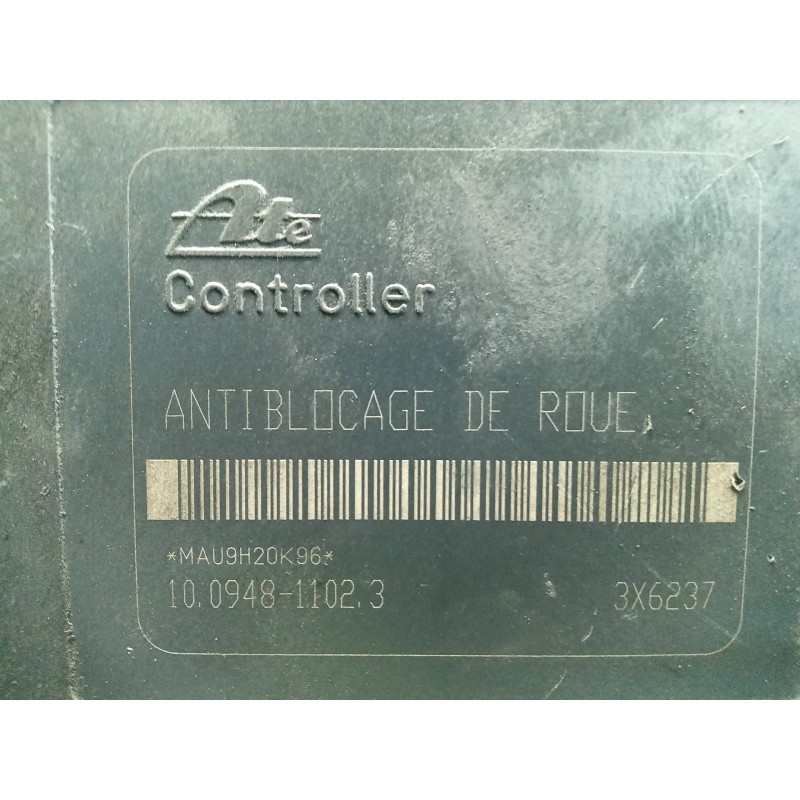 Ate
Controller
ANTIBLOCAGE DE ROUE
*MAU9H20K96*
10.0948-1102.3 3X6237